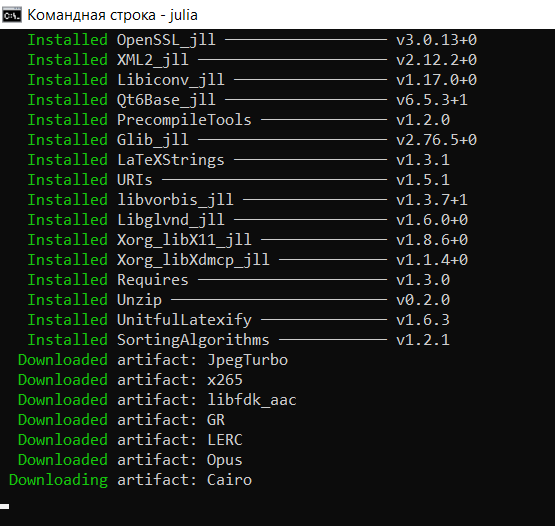 Командная строка - julia
Installed OpenSSL_jll ────────────────── v3.0.13+0
Installed XML2_jll ───────────────────── v2.12.2+0
Installed Libiconv_jll ───────────────── v1.17.0+0
Installed Qt6Base_jll ────────────────── v6.5.3+1
Installed PrecompileTools ────────────── v1.2.0
Installed Glib_jll ───────────────────── v2.76.5+0
Installed LaTeXStrings ───────────────── v1.3.1
Installed URIs ───────────────────────── v1.5.1
Installed libvorbis_jll ──────────────── v1.3.7+1
Installed Libglvnd_jll ───────────────── v1.6.0+0
Installed Xorg_libX11_jll ────────────── v1.8.6+0
Installed Xorg_libXdmcp_jll ──────────── v1.1.4+0
Installed Requires ───────────────────── v1.3.0
Installed Unzip ──────────────────────── v0.2.0
Installed UnitfulLatexify ────────────── v1.6.3
Installed SortingAlgorithms ──────────── v1.2.1
Downloaded artifact: JpegTurbo
Downloaded artifact: x265
Downloaded artifact: libfdk_aac
Downloaded artifact: GR
Downloaded artifact: LERC
Downloaded artifact: Opus
Downloading artifact: Cairo